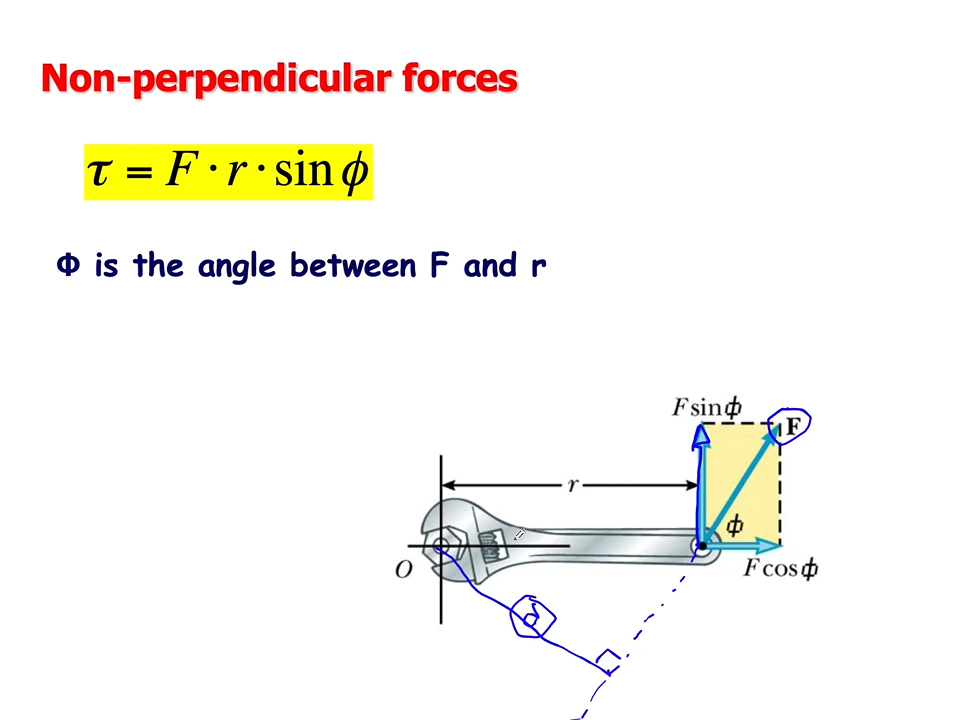 Non-perpendicular forces
τ = F · r · sin ϕ
Φ is the angle between F and r
F sin ϕ
F
r
ϕ
O
F cos ϕ
d